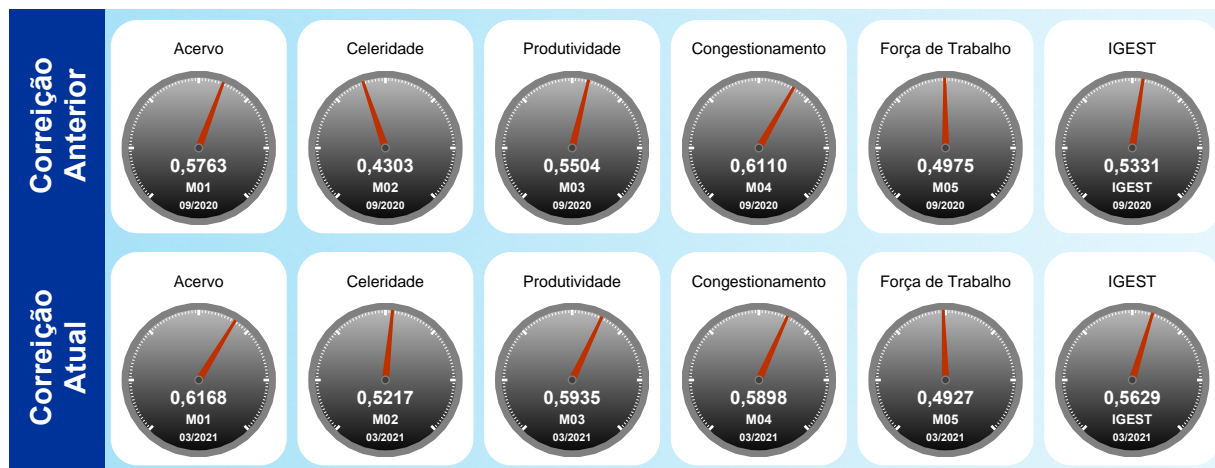 Correição
Anterior
Acervo
0,5763
M01
09/2020
Celeridade
0,4303
M02
09/2020
Produtividade
0,5504
M03
09/2020
Congestionamento
0,6110
M04
09/2020
Força de Trabalho
0,4975
M05
09/2020
IGEST
0,5331
IGEST
09/2020
Correição
Atual
Acervo
0,6168
M01
03/2021
Celeridade
0,5217
M02
03/2021
Produtividade
0,5935
M03
03/2021
Congestionamento
0,5898
M04
03/2021
Força de Trabalho
0,4927
M05
03/2021
IGEST
0,5629
IGEST
03/2021